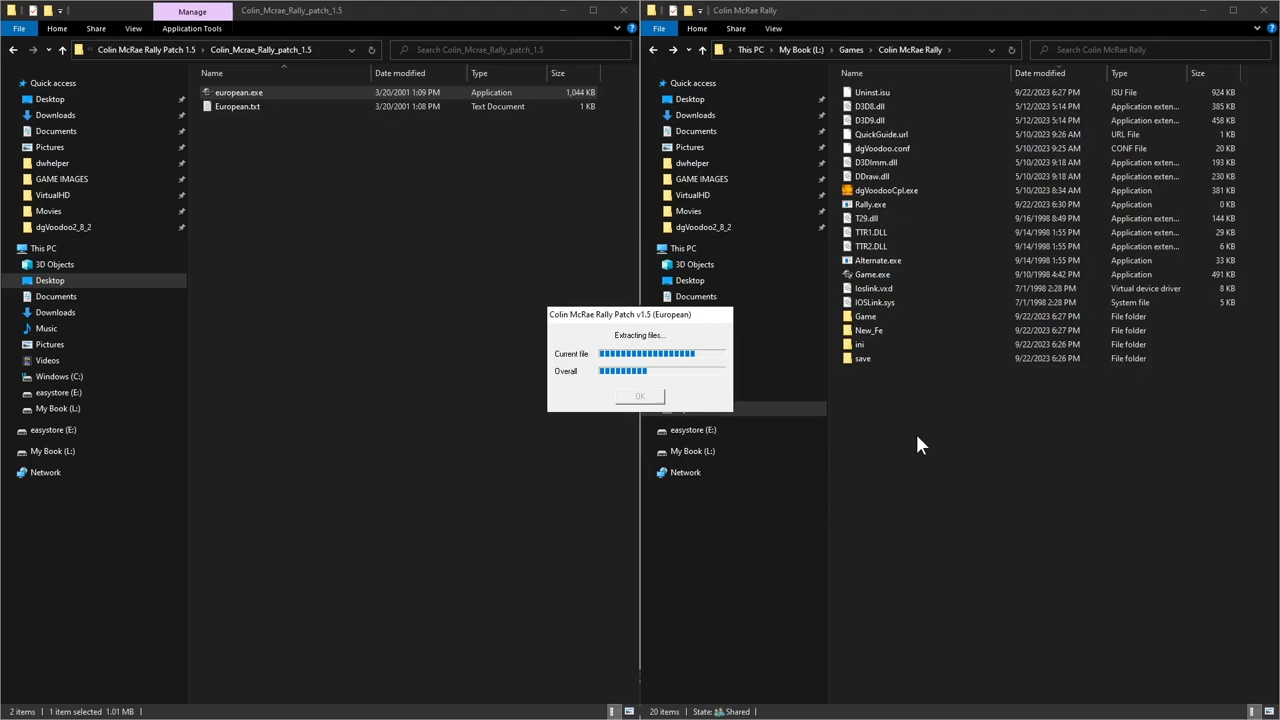 Manage
Colin_Mcrae_Rally_patch_1.5
File
Home
Share
View
Application Tools
Colin McRae Rally Patch 1.5 › Colin_Mcrae_Rally_patch_1.5
Search Colin_Mcrae_Rally_patch_1.5
Name
Date modified
Type
Size
Quick access
Desktop
Downloads
Documents
Pictures
dwhelper
GAME IMAGES
VirtualHD
Movies
dgVoodoo2_8_2
This PC
3D Objects
Desktop
Documents
Downloads
Music
Pictures
Videos
Windows (C:)
easystore (E:)
My Book (L:)
easystore (E:)
My Book (L:)
Network
european.exe 3/20/2001 1:09 PM Application 1,044 KB
European.txt 3/20/2001 1:08 PM Text Document 1 KB
2 items 1 item selected 1.01 MB
Colin McRae Rally Patch v1.5 (European)
Extracting files...
Current file
Overall
OK
Colin McRae Rally
File
Home
Share
View
This PC › My Book (L:) › Games › Colin McRae Rally ›
Search Colin McRae Rally
Name
Date modified
Type
Size
Quick access
Desktop
Downloads
Documents
Pictures
dwhelper
GAME IMAGES
VirtualHD
Movies
dgVoodoo2_8_2
This PC
3D Objects
Desktop
Documents
easystore (E:)
My Book (L:)
Network
Uninst.isu 9/22/2023 6:27 PM ISU File 924 KB
D3D8.dll 5/12/2023 5:14 PM Application exten... 385 KB
D3D9.dll 5/12/2023 5:14 PM Application exten... 458 KB
QuickGuide.url 5/10/2023 9:26 AM URL File 1 KB
dgVoodoo.conf 5/10/2023 9:25 AM CONF File 20 KB
D3DImm.dll 5/10/2023 9:18 AM Application exten... 193 KB
DDraw.dll 5/10/2023 9:18 AM Application exten... 230 KB
dgVoodooCpl.exe 5/10/2023 8:34 AM Application 381 KB
Rally.exe 9/22/2023 6:30 PM Application 0 KB
T29.dll 9/16/1998 8:49 PM Application exten... 144 KB
TTR1.DLL 9/14/1998 1:55 PM Application exten... 29 KB
TTR2.DLL 9/14/1998 1:55 PM Application exten... 6 KB
Alternate.exe 9/14/1998 1:55 PM Application 33 KB
Game.exe 9/10/1998 4:42 PM Application 491 KB
Ioslink.vxd 7/1/1998 2:28 PM Virtual device driver 8 KB
IOSLink.sys 7/1/1998 2:28 PM System file 5 KB
Game 9/22/2023 6:27 PM File folder
New_Fe 9/22/2023 6:27 PM File folder
ini 9/22/2023 6:26 PM File folder
save 9/22/2023 6:26 PM File folder
20 items State: Shared